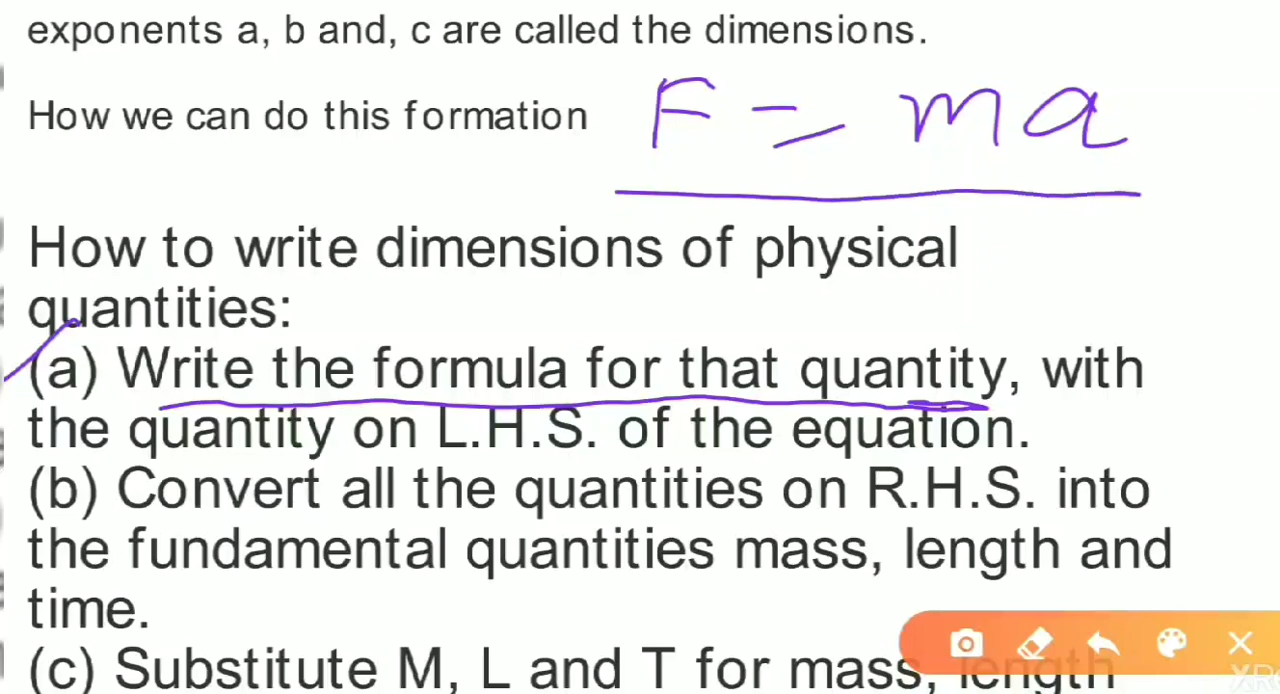 exponents a, b and, c are called the dimensions.
How we can do this formation F = ma
How to write dimensions of physical
quantities:
(a) Write the formula for that quantity, with
the quantity on L.H.S. of the equation.
(b) Convert all the quantities on R.H.S. into
the fundamental quantities mass, length and
time.
(c) Substitute M, L and T for mass, length